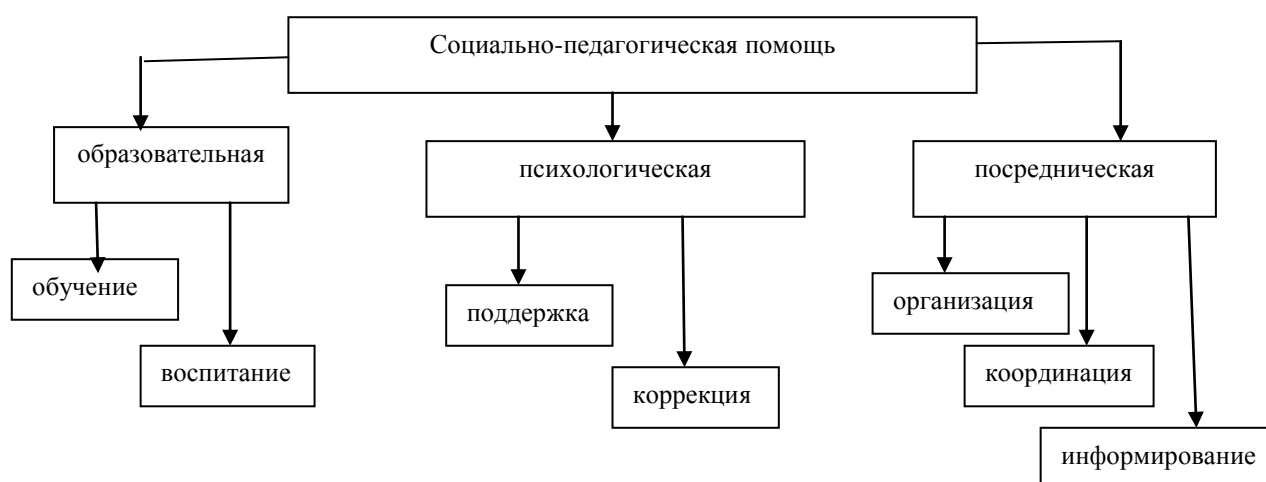 Социально-педагогическая помощь
образовательная
психологическая
посредническая
обучение
поддержка
организация
воспитание
коррекция
координация
информирование